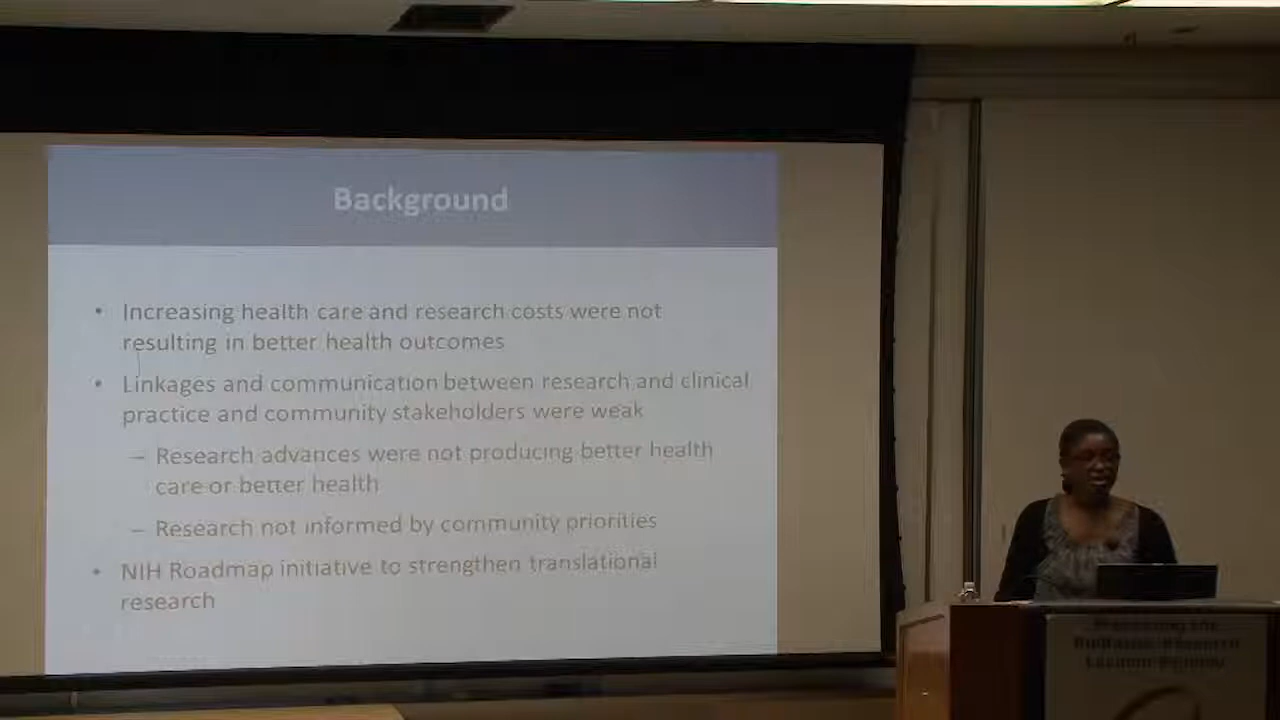 Background
• Increasing health care and research costs were not
resulting in better health outcomes
• Linkages and communication between research and clinical
practice and community stakeholders were weak
– Research advances were not producing better health
care or better health
– Research not informed by community priorities
• NIH Roadmap initiative to strengthen translational
research